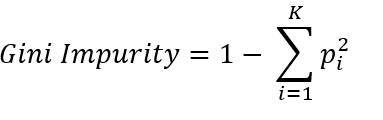 Gini Impurity = 1 − ∑_{i=1}^{K} p_i^2